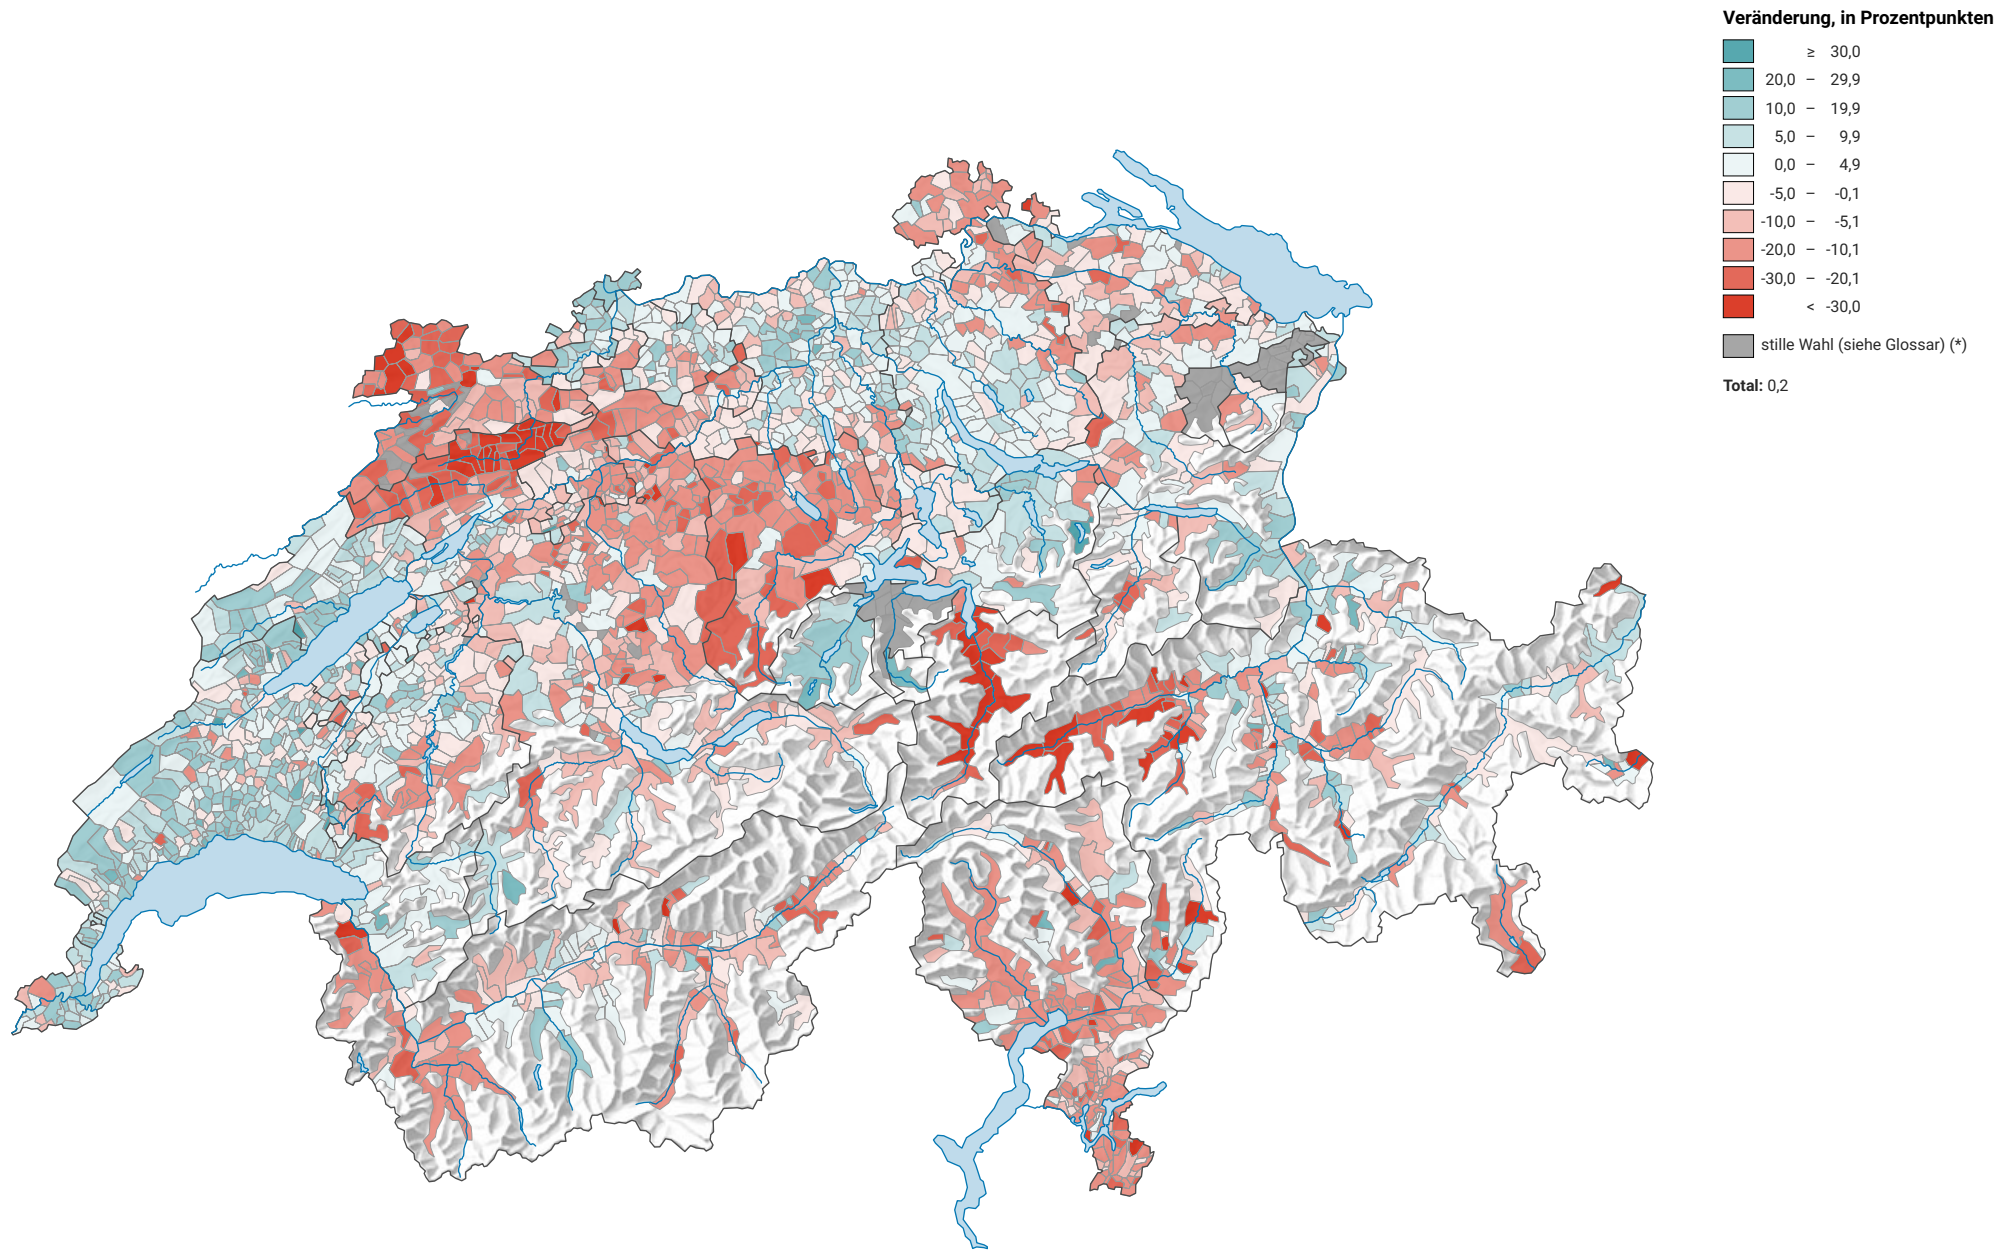 Veränderung, in Prozentpunkten
≥ 30,0
20,0 – 29,9
10,0 – 19,9
5,0 – 9,9
0,0 – 4,9
-5,0 – -0,1
-10,0 – -5,1
-20,0 – -10,1
-30,0 – -20,1
< -30,0
stille Wahl (siehe Glossar) (*)
Total: 0,2